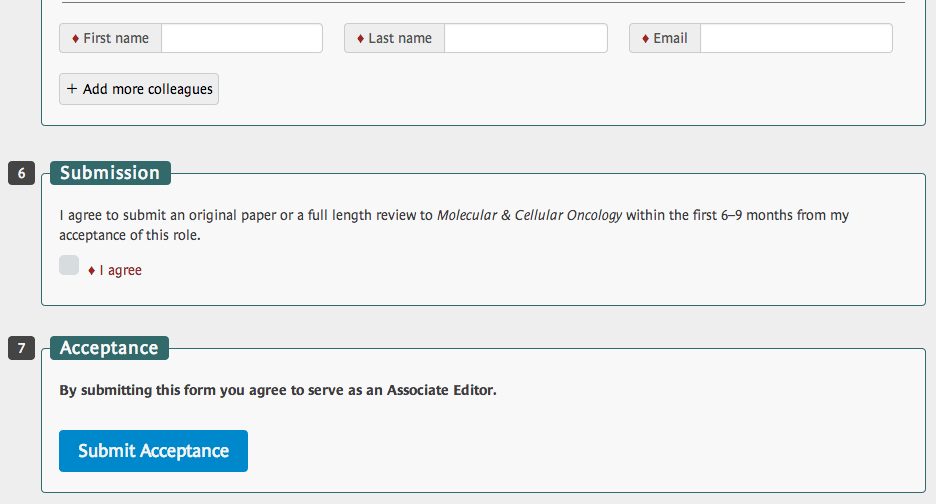 ♦ First name ♦ Last name ♦ Email
+ Add more colleagues
6 Submission
I agree to submit an original paper or a full length review to Molecular & Cellular Oncology within the first 6–9 months from my
acceptance of this role.
♦ I agree
7 Acceptance
By submitting this form you agree to serve as an Associate Editor.
Submit Acceptance